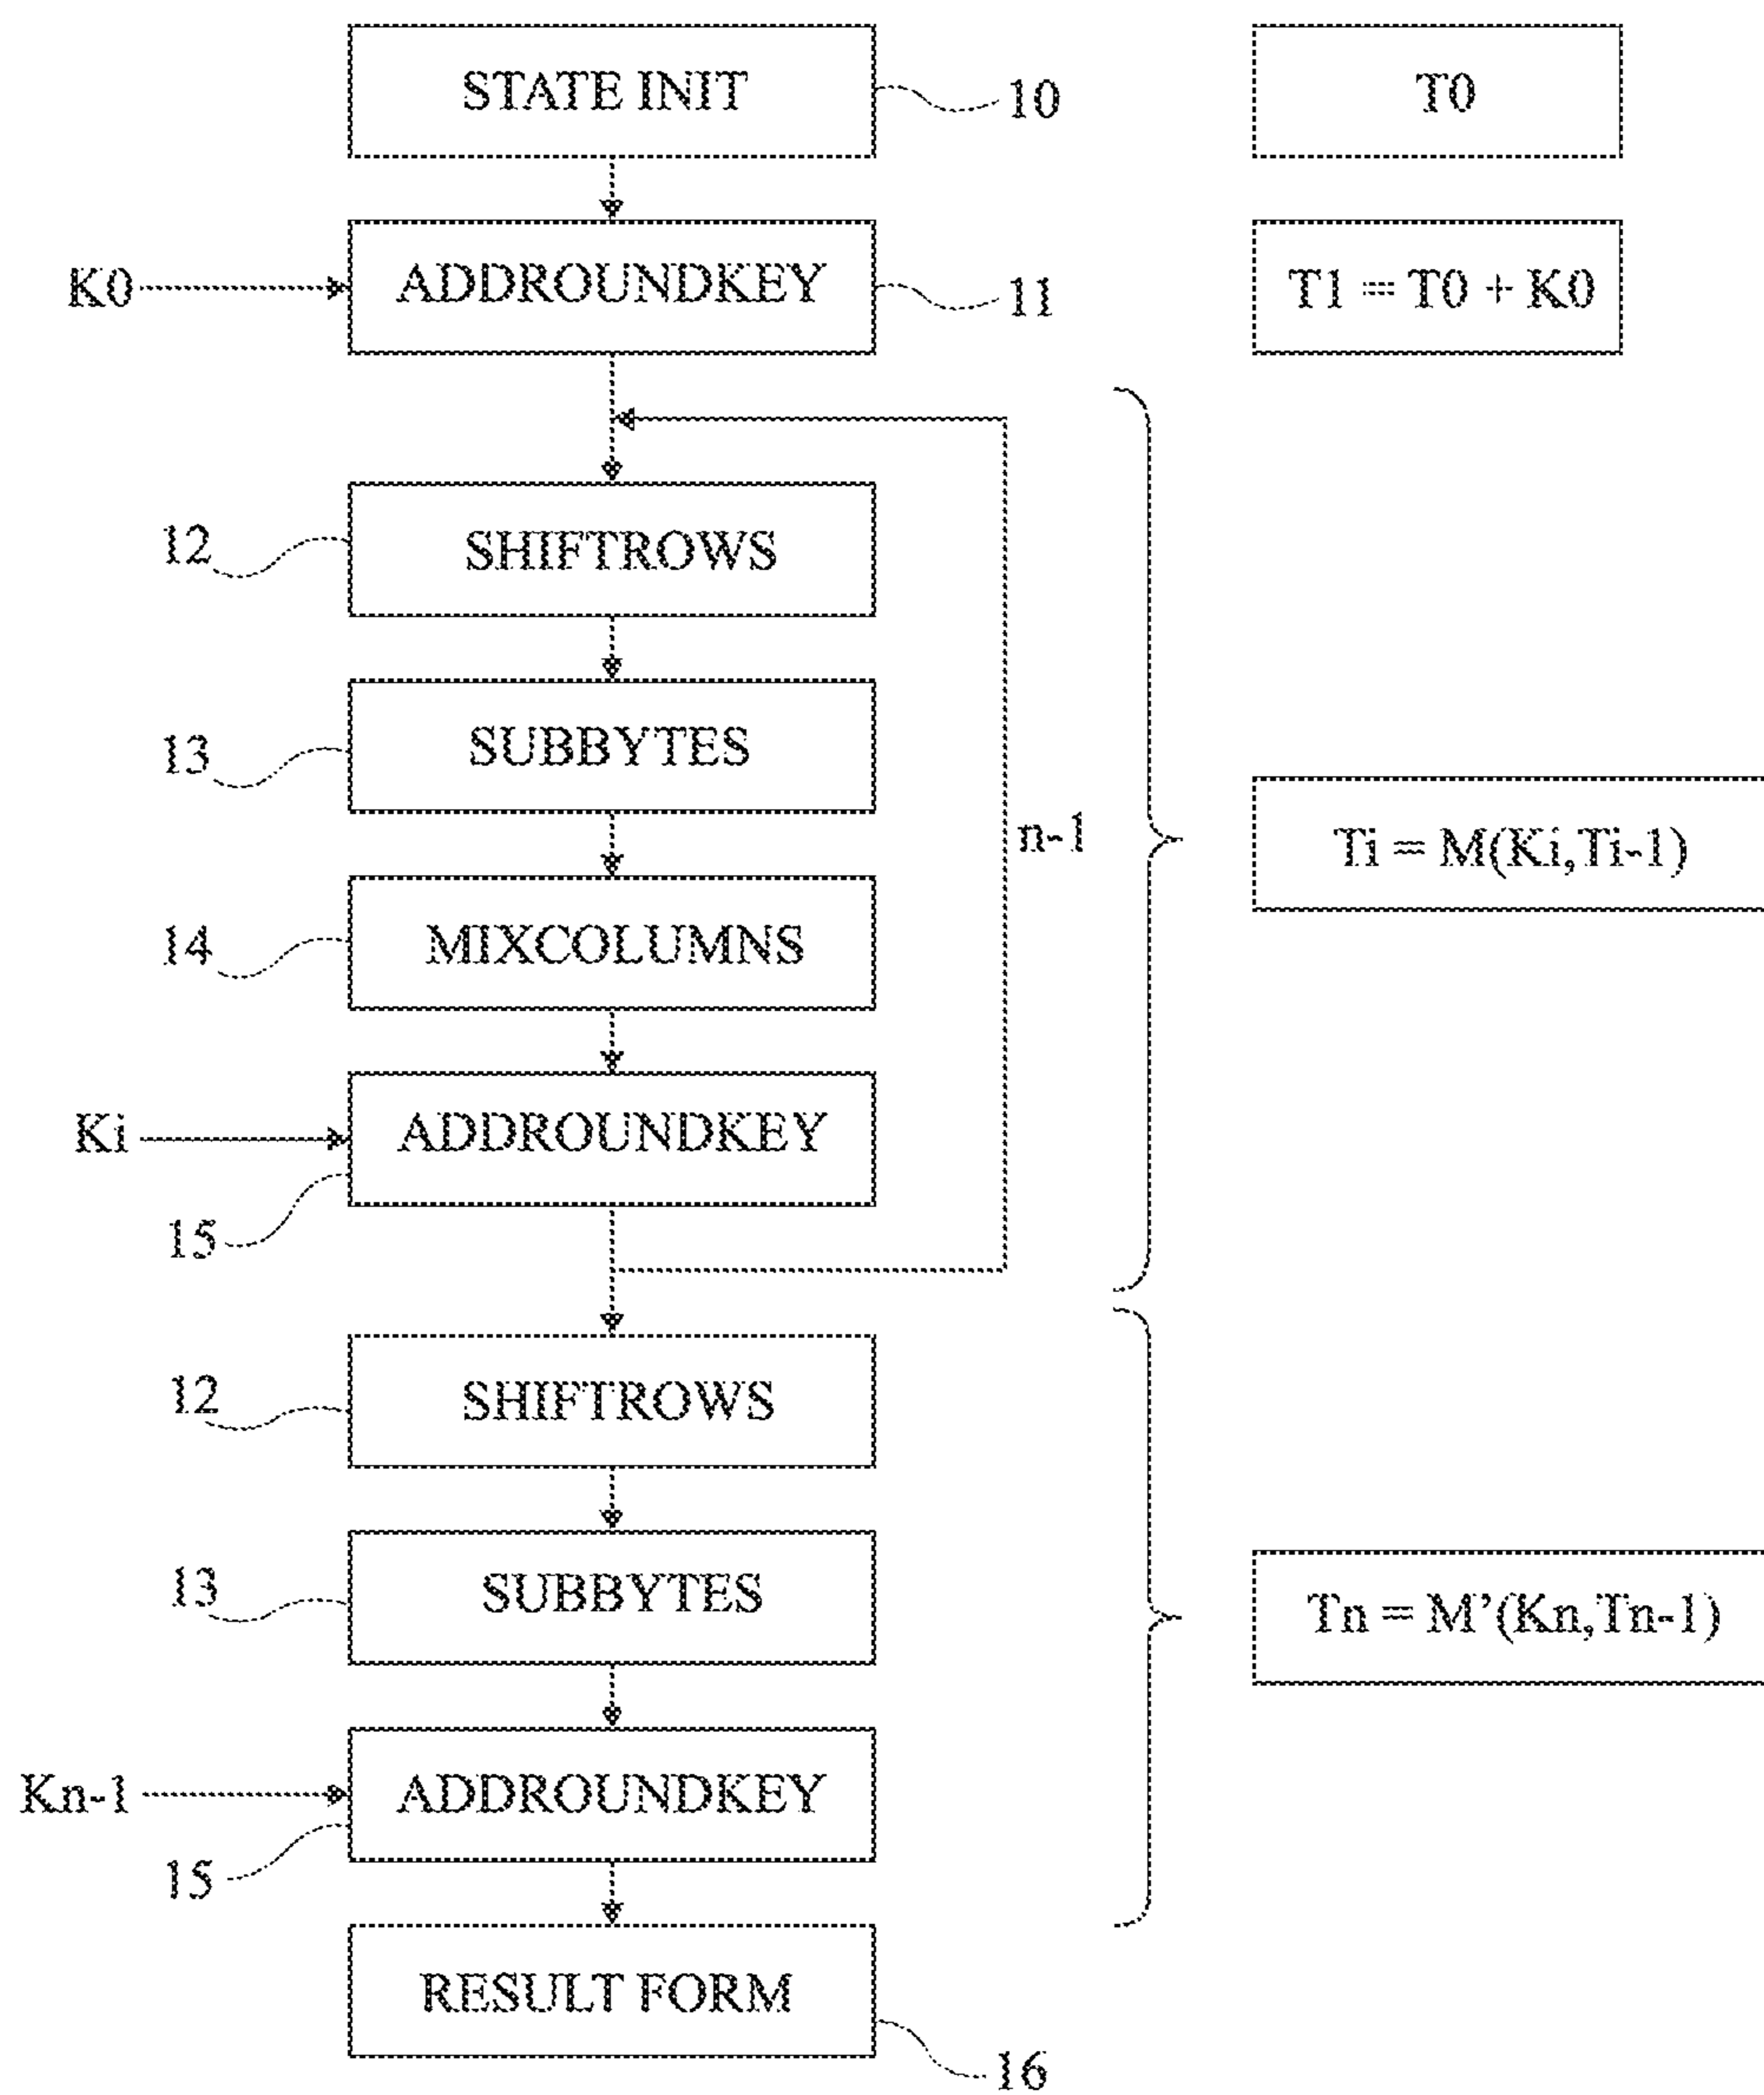 STATE INIT
10
T0
K0
ADDROUNDKEY
11
T1 = T0 + K0
12
SHIFTROWS
13
SUBBYTES
n-1
Ti = M(Ki,Ti-1)
14
MIXCOLUMNS
Ki
ADDROUNDKEY
15
12
SHIFTROWS
13
SUBBYTES
Tn = M’(Kn,Tn-1)
Kn-1
ADDROUNDKEY
15
RESULT FORM
16